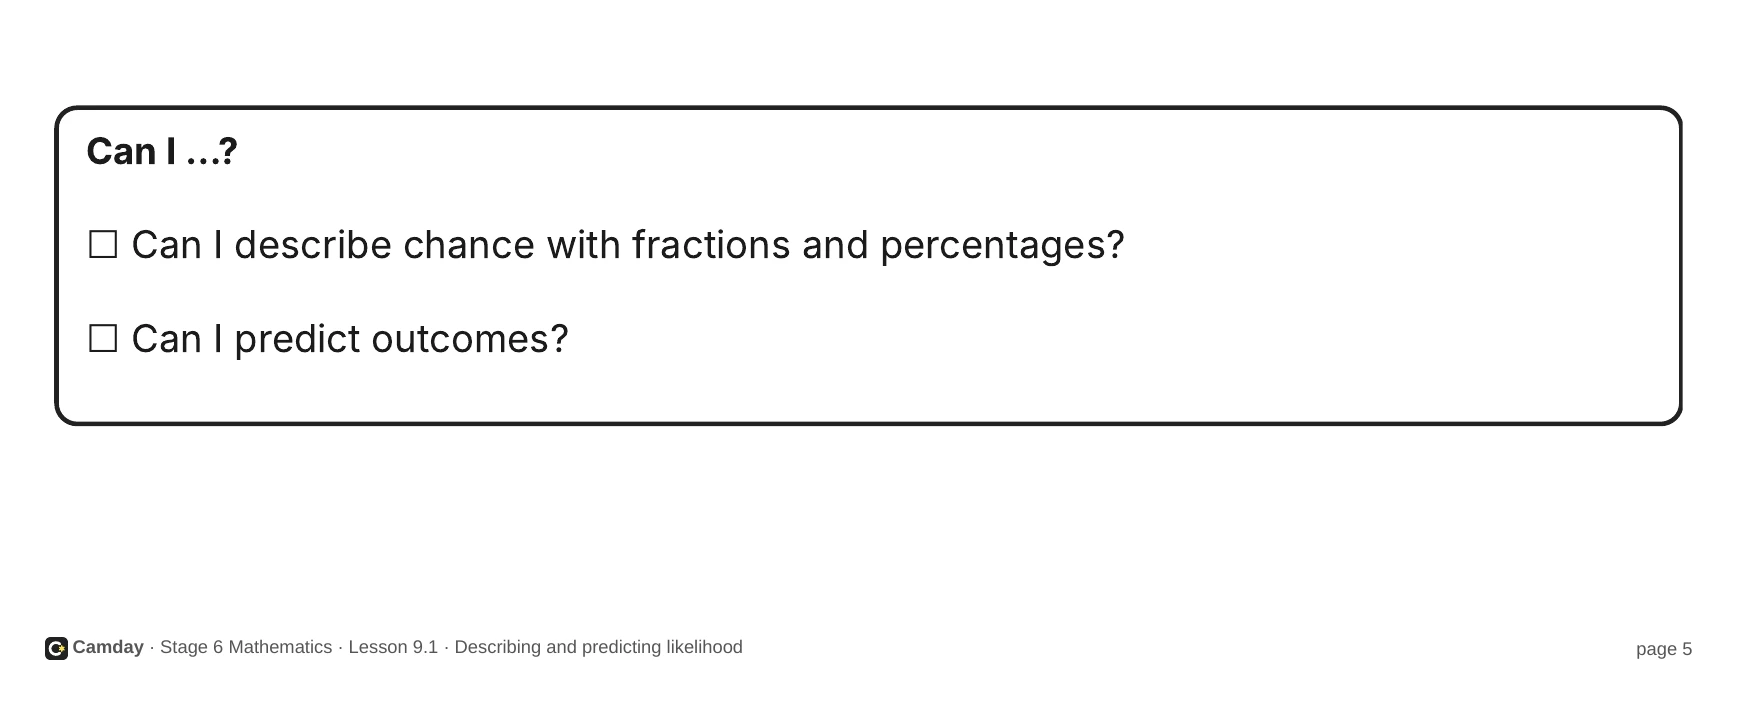 Can I ...?
☐ Can I describe chance with fractions and percentages?
☐ Can I predict outcomes?
Camday · Stage 6 Mathematics · Lesson 9.1 · Describing and predicting likelihood
page 5